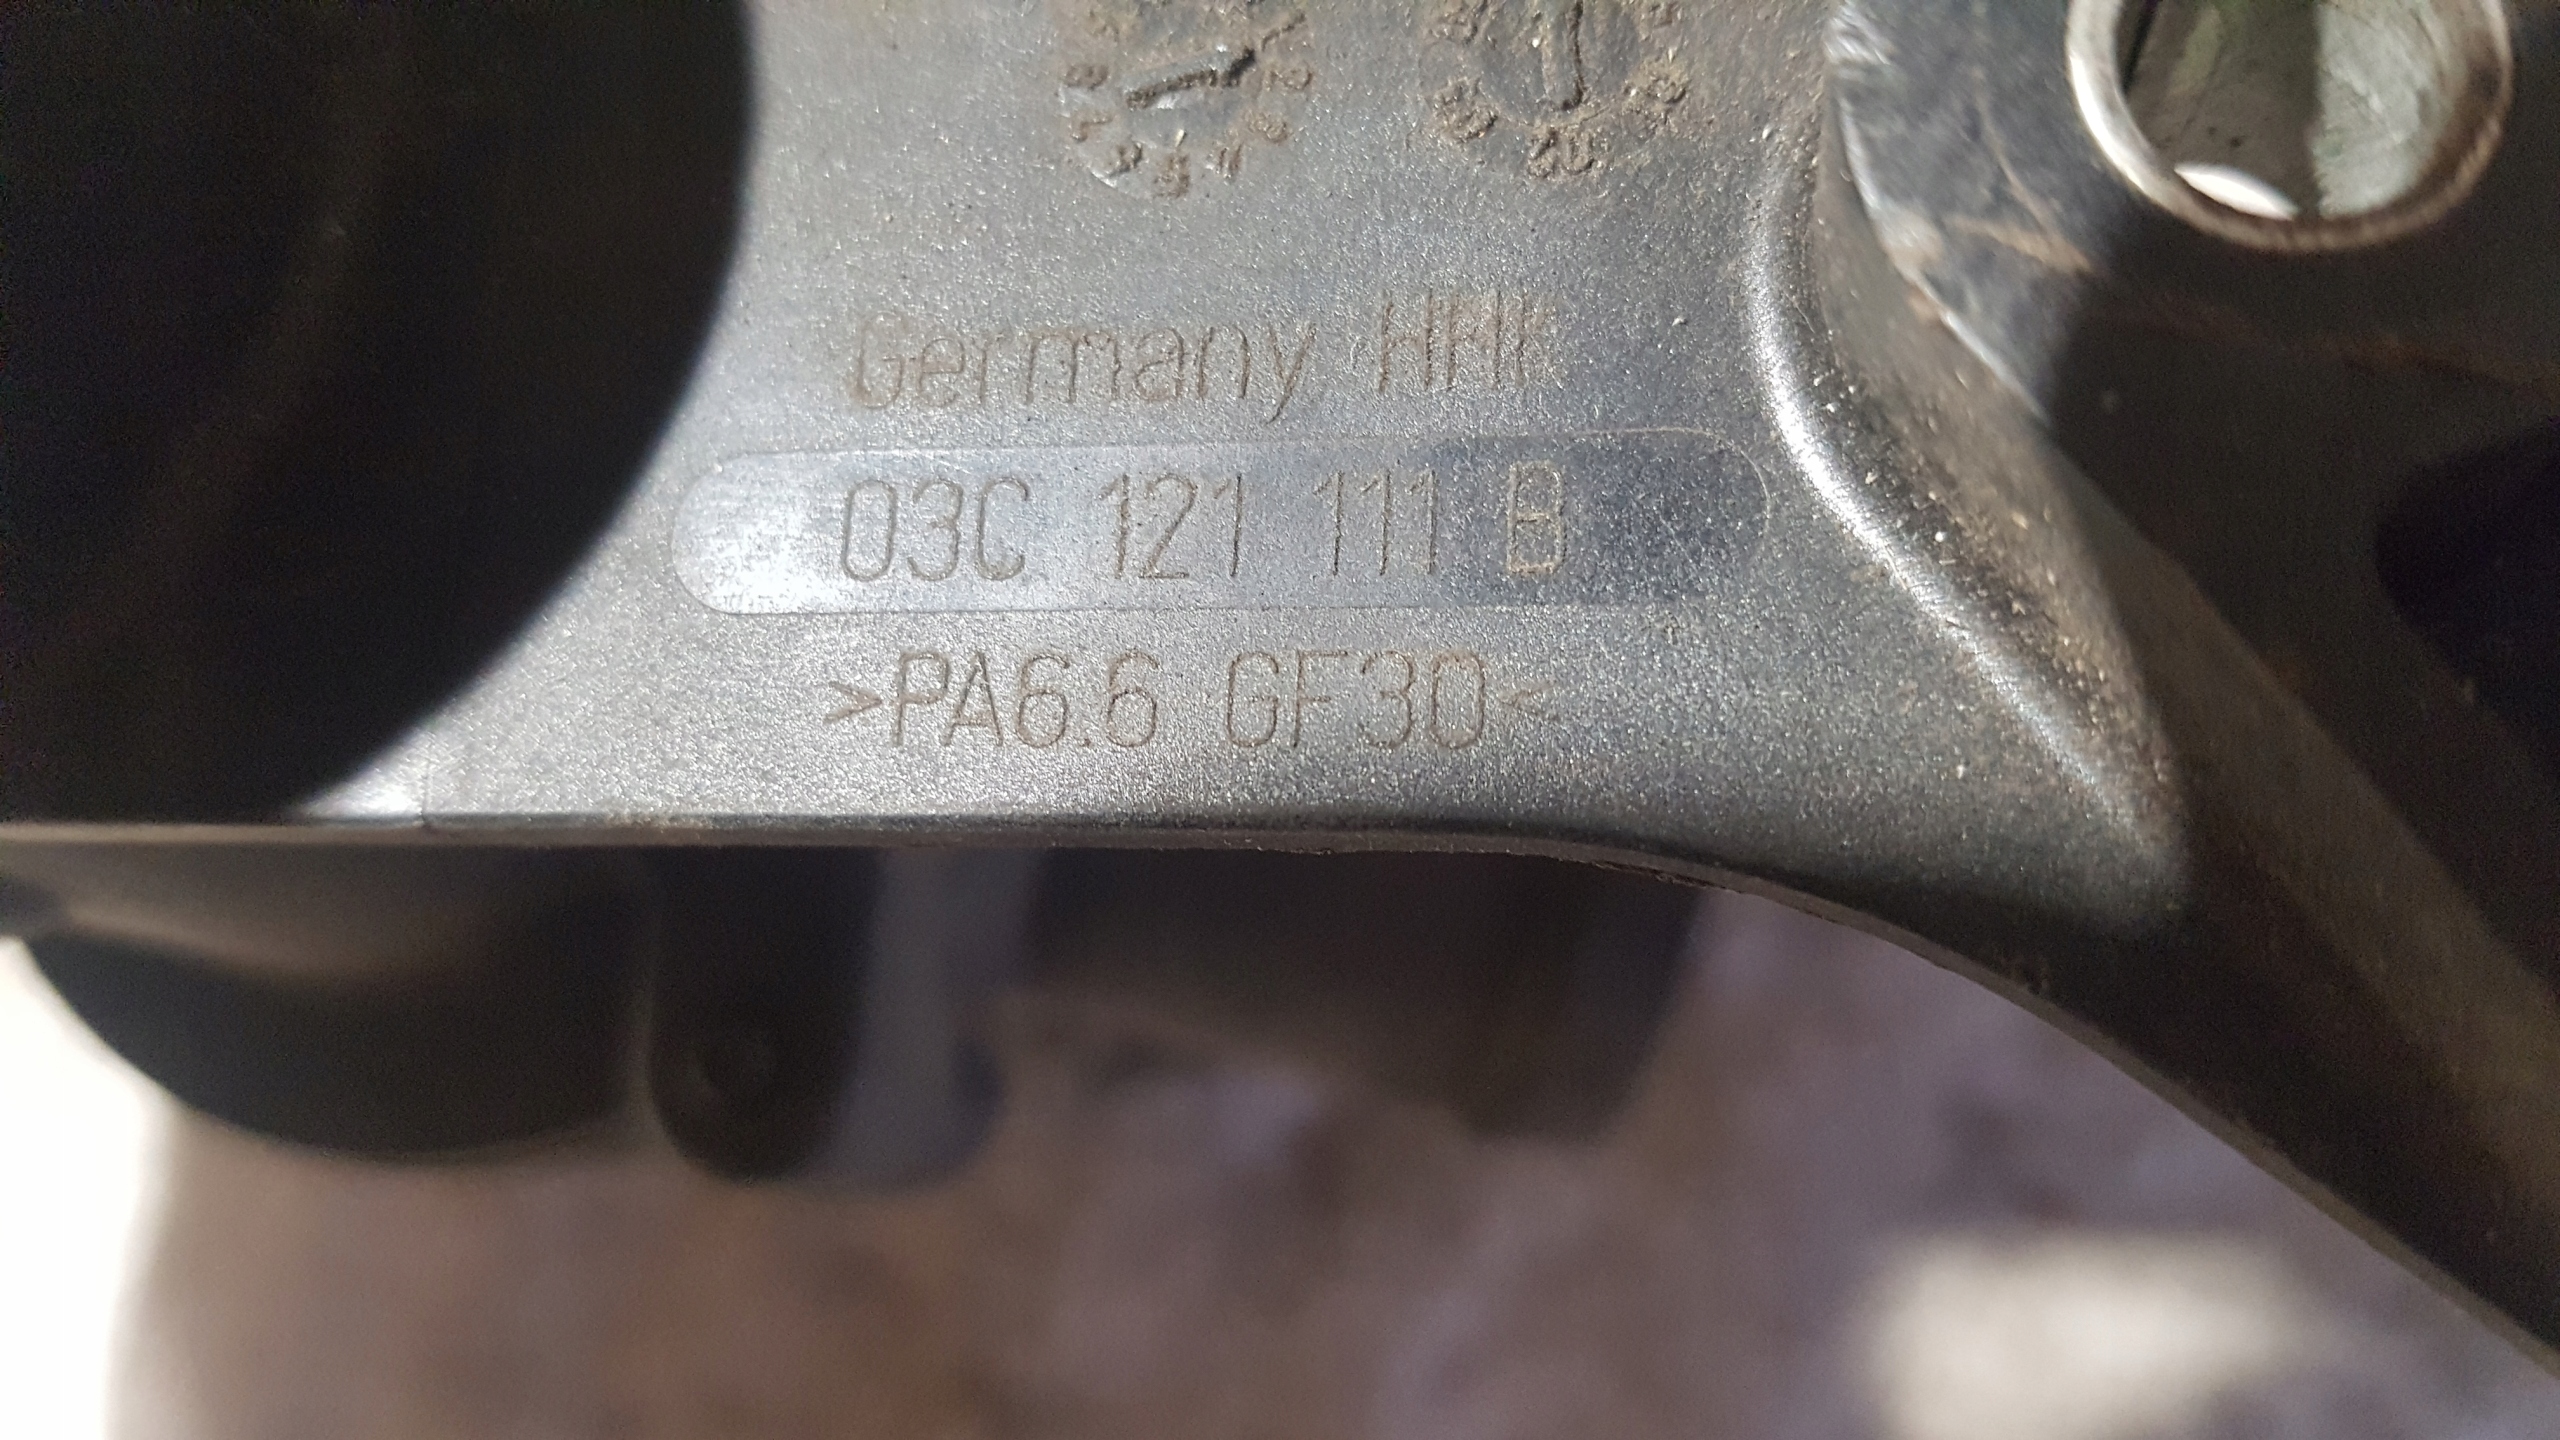 Germany HHK
03C 121 111 B
>PA6.6 GF30<